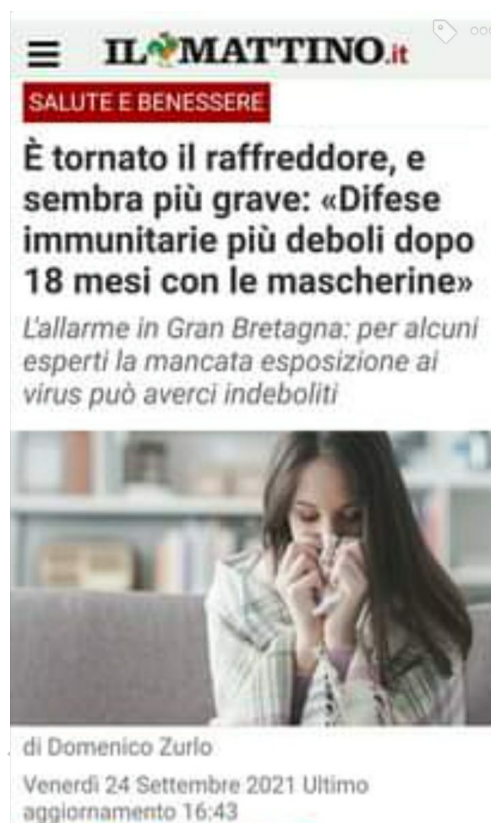 IL MATTINO.it
SALUTE E BENESSERE
È tornato il raffreddore, e
sembra più grave: «Difese
immunitarie più deboli dopo
18 mesi con le mascherine»
L'allarme in Gran Bretagna: per alcuni
esperti la mancata esposizione ai
virus può averci indeboliti
di Domenico Zurlo
Venerdì 24 Settembre 2021 Ultimo
aggiornamento 16:43